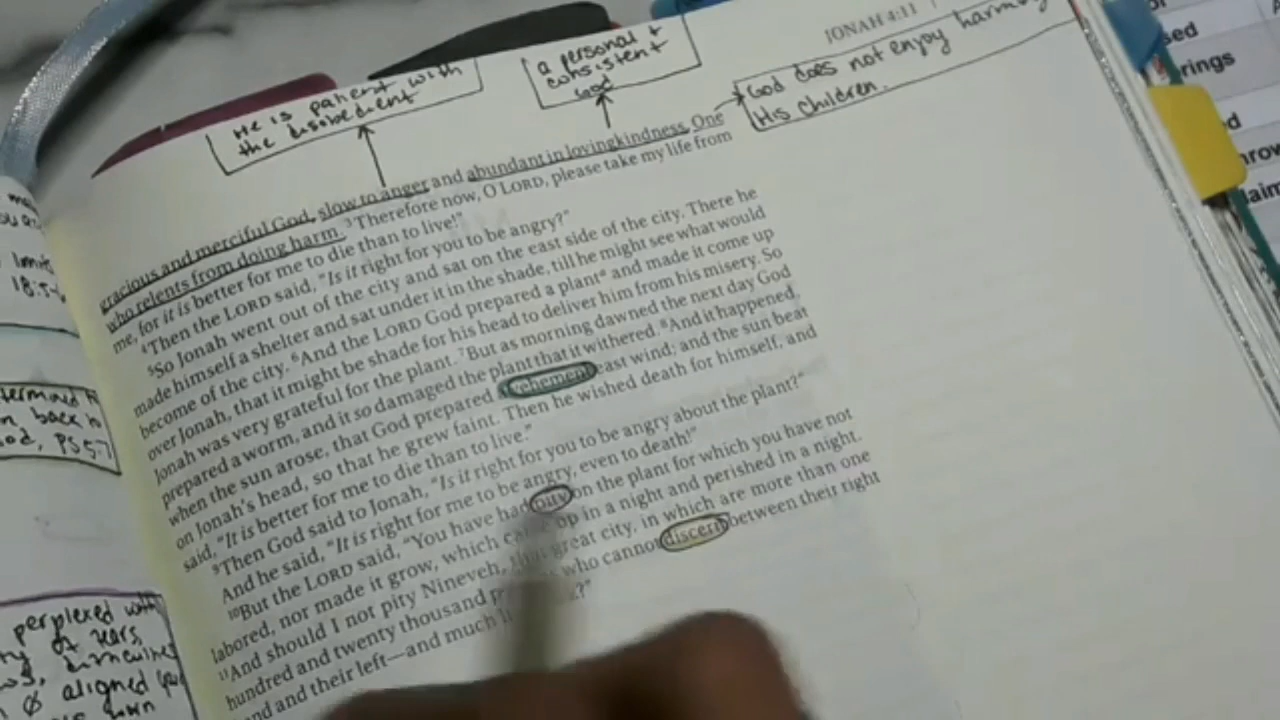 JONAH 4:11
He is patient with
the disobedient
a personal +
consistent
God
God does not enjoy harming
His children.
gracious and merciful God, slow to anger and abundant in lovingkindness, One
who relents from doing harm. ³Therefore now, O LORD, please take my life from
me, for it is better for me to die than to live!"
⁴Then the LORD said, "Is it right for you to be angry?"
⁵So Jonah went out of the city and sat on the east side of the city. There he
made himself a shelter and sat under it in the shade, till he might see what would
become of the city. ⁶And the LORD God prepared a plant and made it come up
over Jonah, that it might be shade for his head to deliver him from his misery. So
Jonah was very grateful for the plant. ⁷But as morning dawned the next day God
prepared a worm, and it so damaged the plant that it withered. ⁸And it happened,
when the sun arose, that God prepared a vehement east wind; and the sun beat
on Jonah's head, so that he grew faint. Then he wished death for himself, and
said, "It is better for me to die than to live."
⁹Then God said to Jonah, "Is it right for you to be angry about the plant?"
And he said, "It is right for me to be angry, even to death!"
¹⁰But the LORD said, "You have had pity on the plant for which you have not
labored, nor made it grow, which came up in a night and perished in a night.
¹¹And should I not pity Nineveh, that great city, in which are more than one
hundred and twenty thousand who cannot discern between their right
hand and their left—and much
back to
PS 57
perplexed with
of tears,
difficulties
aligned
down
sed
rings